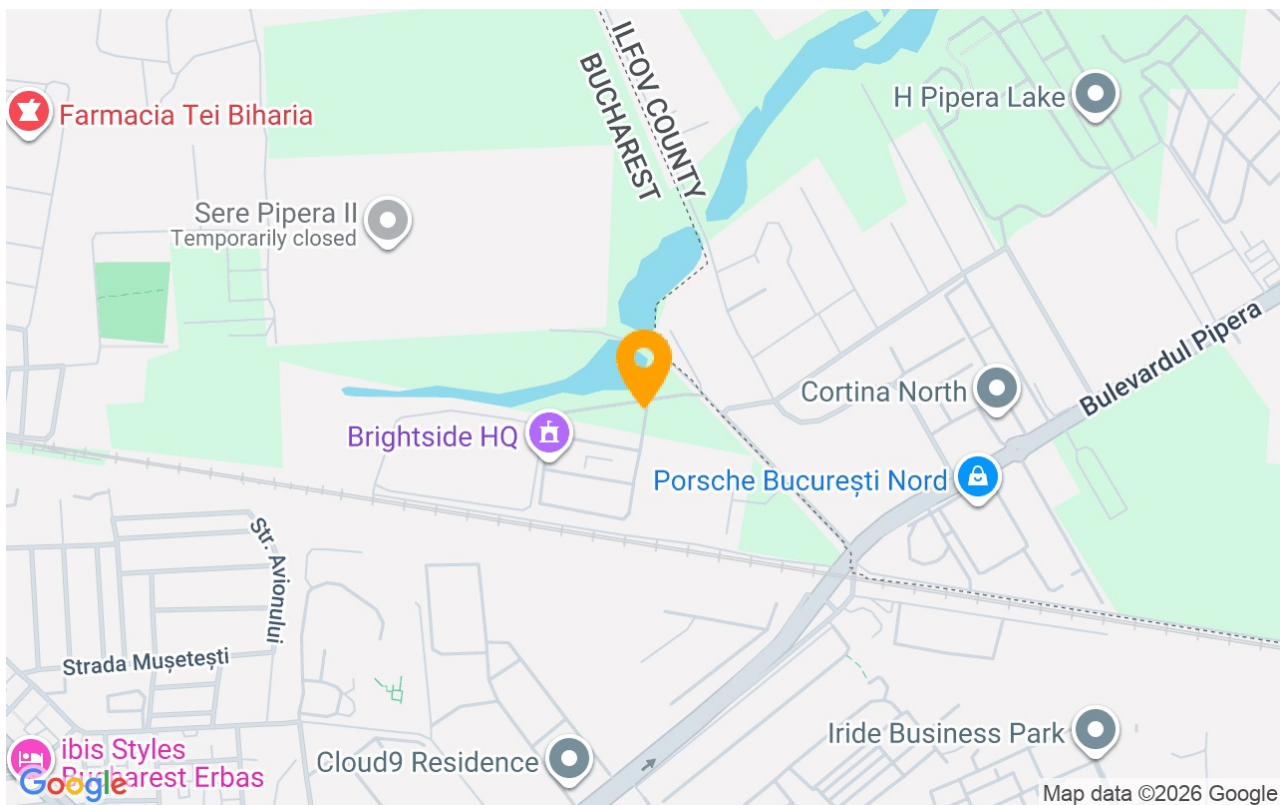 ILFOV COUNTY
BUCHAREST
H Pipera Lake
Farmacia Tei Biharia
Sere Pipera II
Temporarily closed
Bulevardul Pipera
Cortina North
Brightside HQ
Porsche București Nord
Str. Avionului
Strada Mușetești
Iride Business Park
ibis Styles
Bucharest Erbas
Cloud9 Residence
Google
Map data ©2026 Google